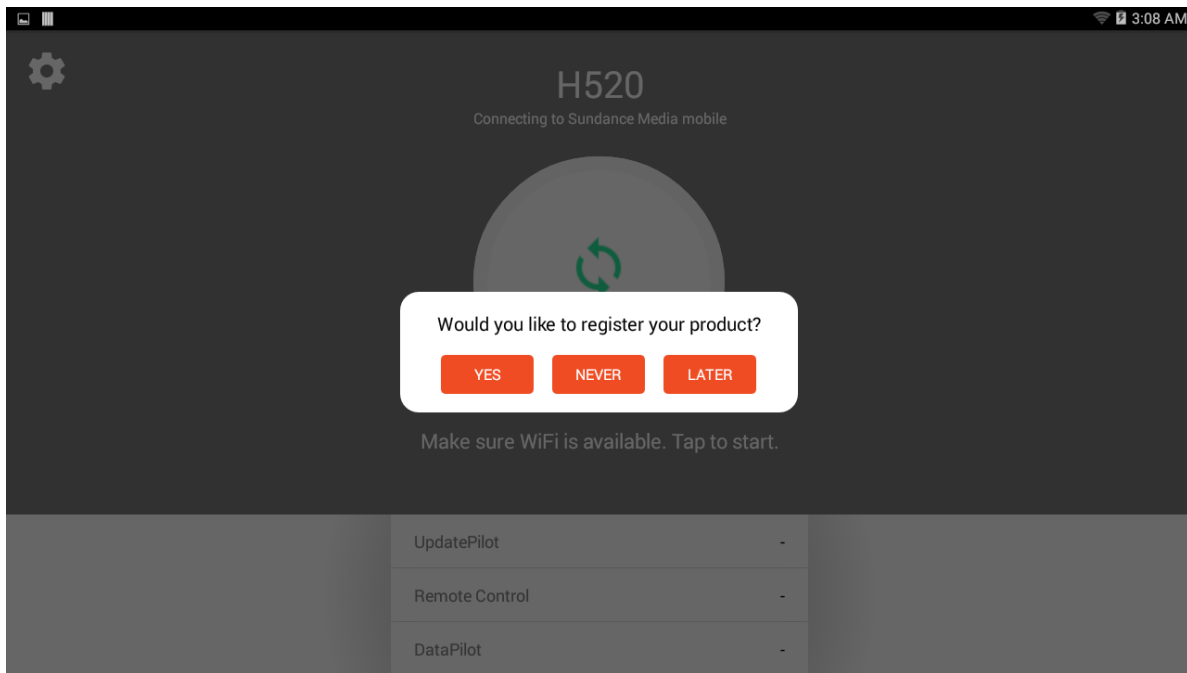 3:08 AM
H520
Connecting to Sundance Media mobile
Would you like to register your product?
YES NEVER LATER
Make sure WiFi is available. Tap to start.
UpdatePilot -
Remote Control -
DataPilot -